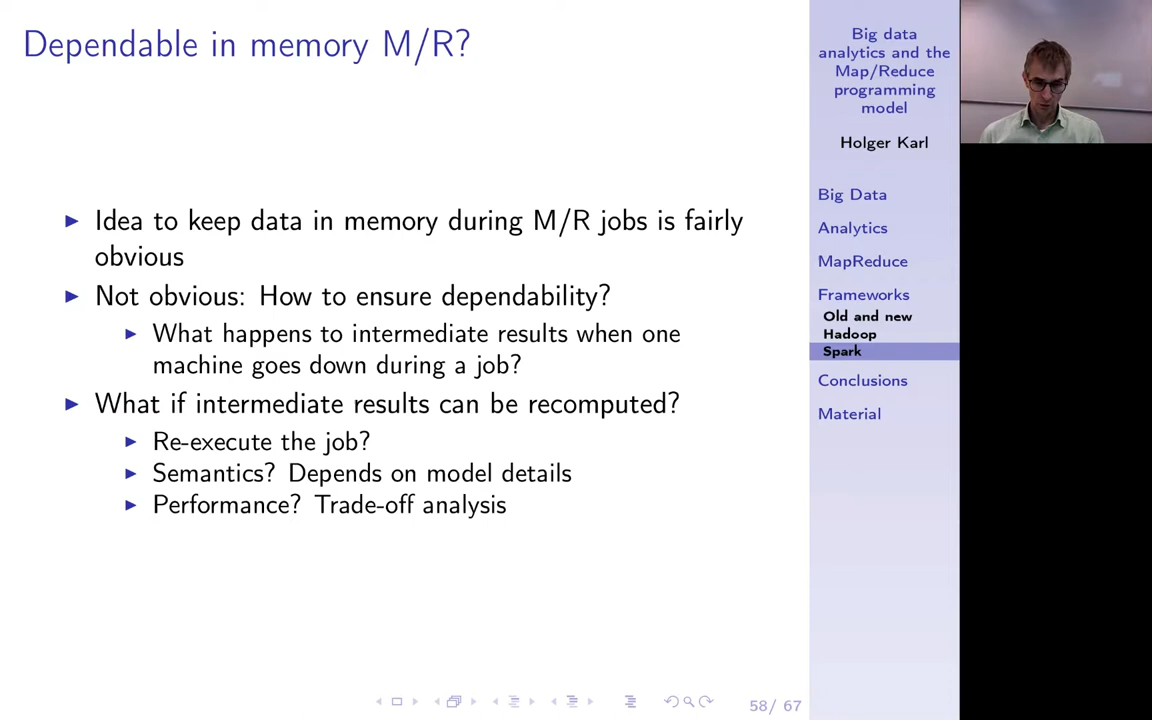 Dependable in memory M/R?
Idea to keep data in memory during M/R jobs is fairly
obvious
Not obvious: How to ensure dependability?
What happens to intermediate results when one
machine goes down during a job?
What if intermediate results can be recomputed?
Re-execute the job?
Semantics? Depends on model details
Performance? Trade-off analysis
58/ 67
Big data
analytics and the
Map/Reduce
programming
model
Holger Karl
Big Data
Analytics
MapReduce
Frameworks
Old and new
Hadoop
Spark
Conclusions
Material